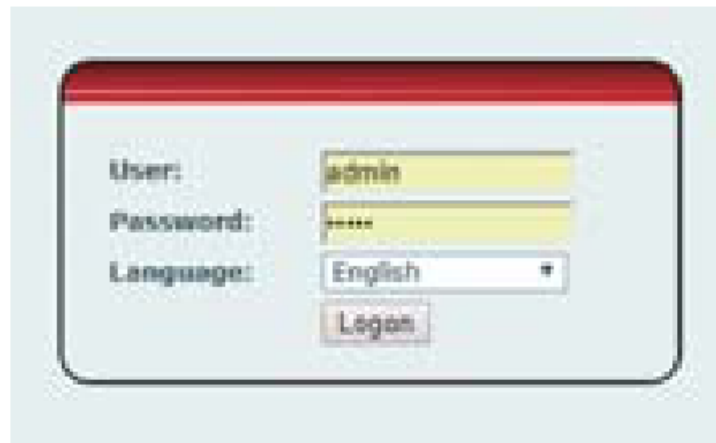 User: admin
Password: •••••
Language: English
Logon